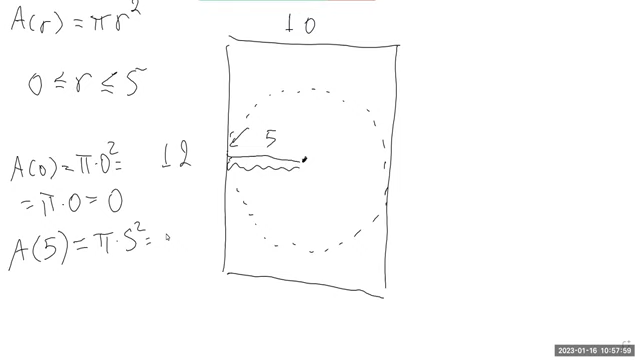 A(r) = πr²
10
0 ≤ r ≤ 5
5
12
A(0) = π·0² =
= π·0 = 0
A(5) = π·5² =
2023-01-16 10:57:59